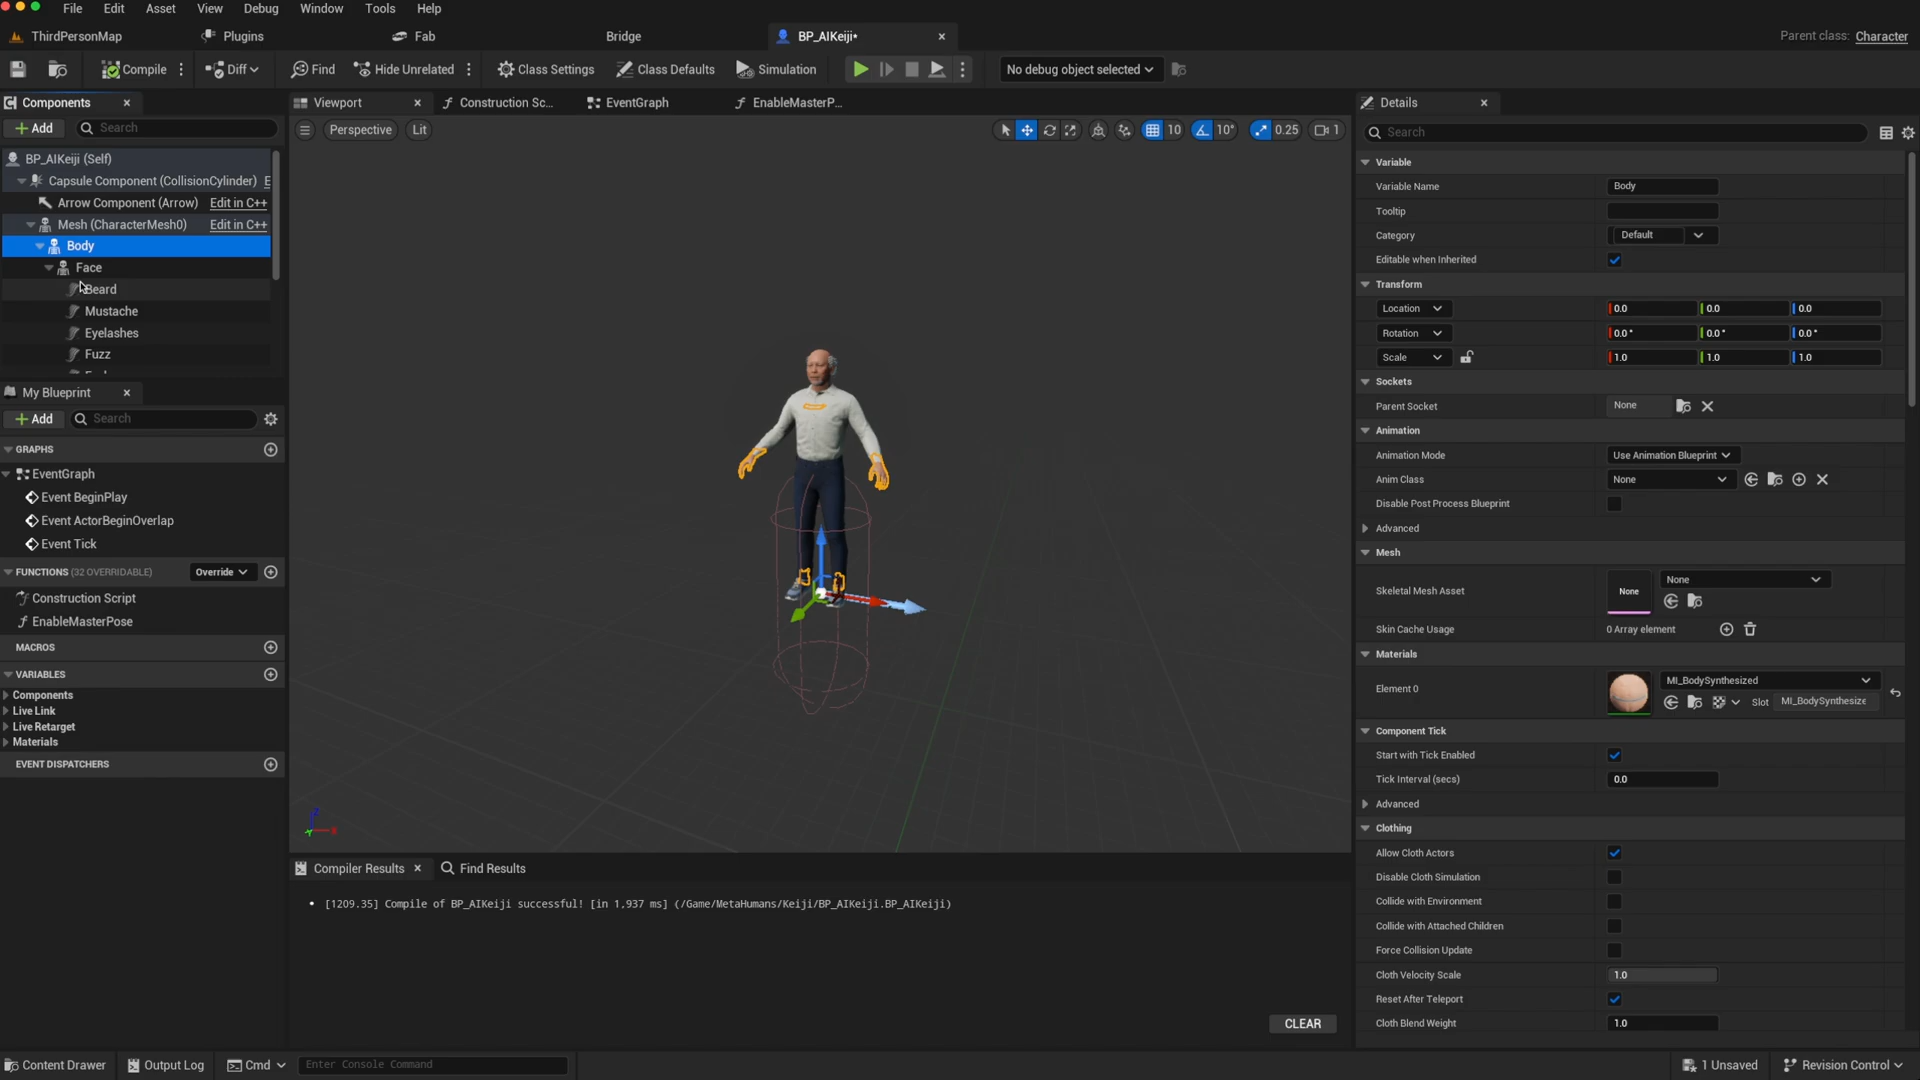 File Edit Asset View Debug Window Tools Help
ThirdPersonMap Plugins Fab Bridge BP_AIKeiji* Parent class: Character
Compile Diff Find Hide Unrelated Class Settings Class Defaults Simulation No debug object selected
Components
Add Search
BP_AIKeiji (Self)
Capsule Component (CollisionCylinder) E
Arrow Component (Arrow) Edit in C++
Mesh (CharacterMesh0) Edit in C++
Body
Face
Beard
Mustache
Eyelashes
Fuzz
My Blueprint
Add Search
GRAPHS
EventGraph
Event BeginPlay
Event ActorBeginOverlap
Event Tick
FUNCTIONS (32 OVERRIDABLE) Override
Construction Script
EnableMasterPose
MACROS
VARIABLES
Components
Live Link
Live Retarget
Materials
EVENT DISPATCHERS
Viewport Construction Sc... EventGraph EnableMasterP...
Perspective Lit 10 10° 0.25 1
Z
X
Compiler Results Find Results
[1209.35] Compile of BP_AIKeiji successful! [in 1,937 ms] (/Game/MetaHumans/Keiji/BP_AIKeiji.BP_AIKeiji)
CLEAR
Details
Search
Variable
Variable Name Body
Tooltip
Category Default
Editable when Inherited
Transform
Location 0.0 0.0 0.0
Rotation 0.0° 0.0° 0.0°
Scale 1.0 1.0 1.0
Sockets
Parent Socket None
Animation
Animation Mode Use Animation Blueprint
Anim Class None
Disable Post Process Blueprint
Advanced
Mesh
Skeletal Mesh Asset None None
Skin Cache Usage 0 Array element
Materials
Element 0 MI_BodySynthesized
Slot MI_BodySynthesize
Component Tick
Start with Tick Enabled
Tick Interval (secs) 0.0
Advanced
Clothing
Allow Cloth Actors
Disable Cloth Simulation
Collide with Environment
Collide with Attached Children
Force Collision Update
Cloth Velocity Scale 1.0
Reset After Teleport
Cloth Blend Weight 1.0
Content Drawer Output Log Cmd Enter Console Command 1 Unsaved Revision Control